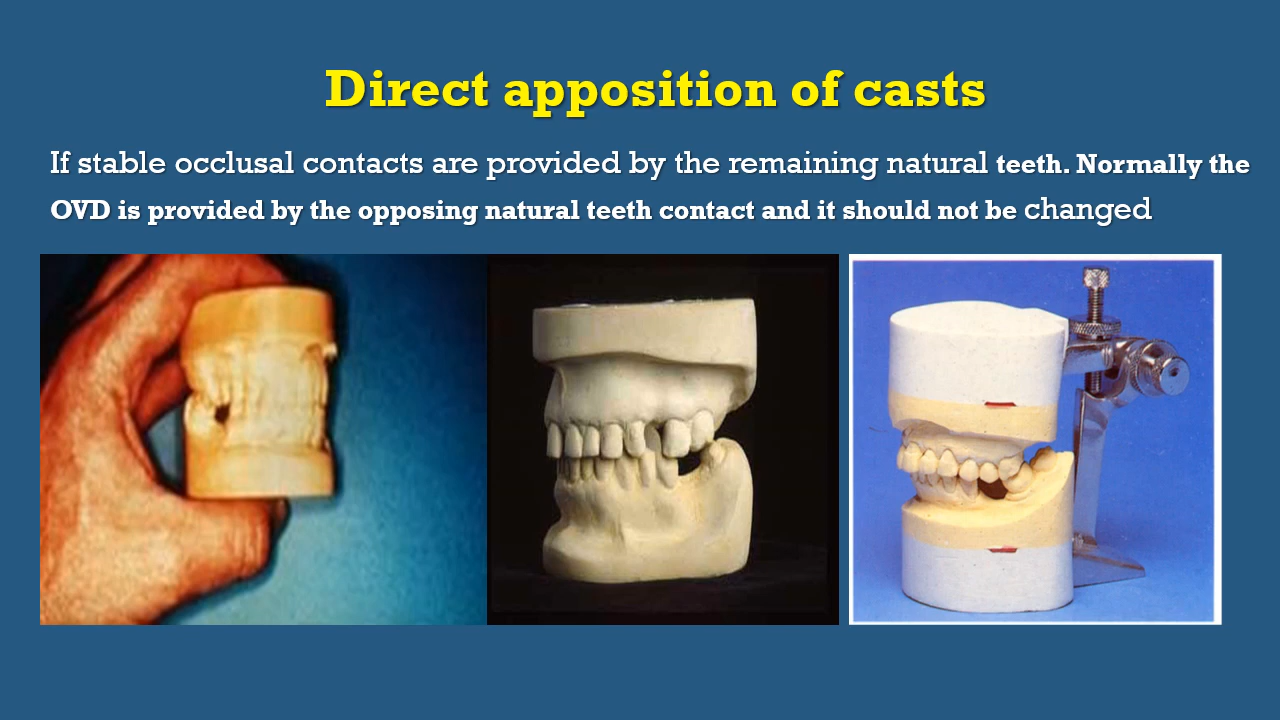 Direct apposition of casts
If stable occlusal contacts are provided by the remaining natural teeth. Normally the
OVD is provided by the opposing natural teeth contact and it should not be changed